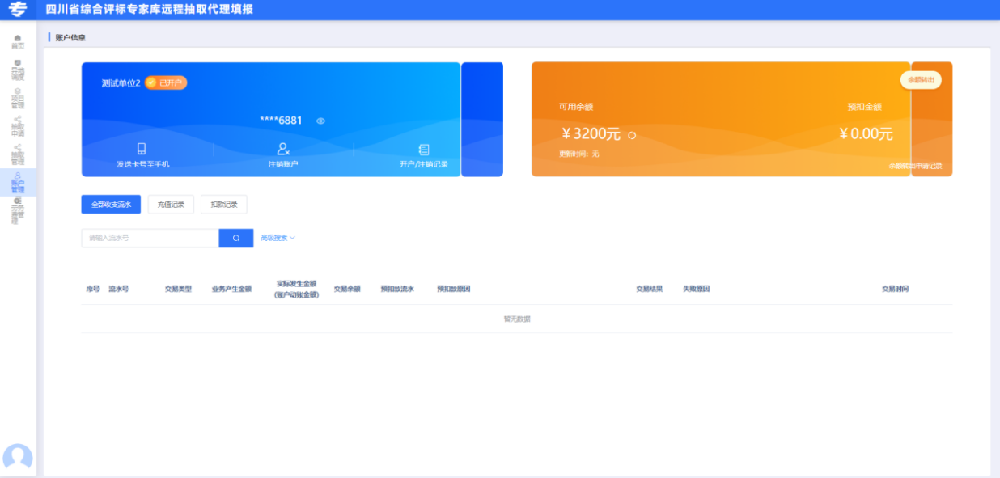 专 四川省综合评标专家库远程抽取代理填报
首页
项目
管理
抽取
申请
抽取
管理
账户
管理
账户信息
测试单位2 已开户
****6881
发送卡号至手机 注销账户 开户/注销记录
余额转出
可用余额 预扣金额
￥3200元 ￥0.00元
更新时间：无
余额转出申请记录
全部收支流水 充值记录 扣款记录
请输入流水号 高级搜索
序号 流水号 交易类型 业务产生金额 实际发生金额 交易余额 预扣款流水 预扣款原因 交易结果 失败原因 交易时间
(账户动账金额)
暂无数据